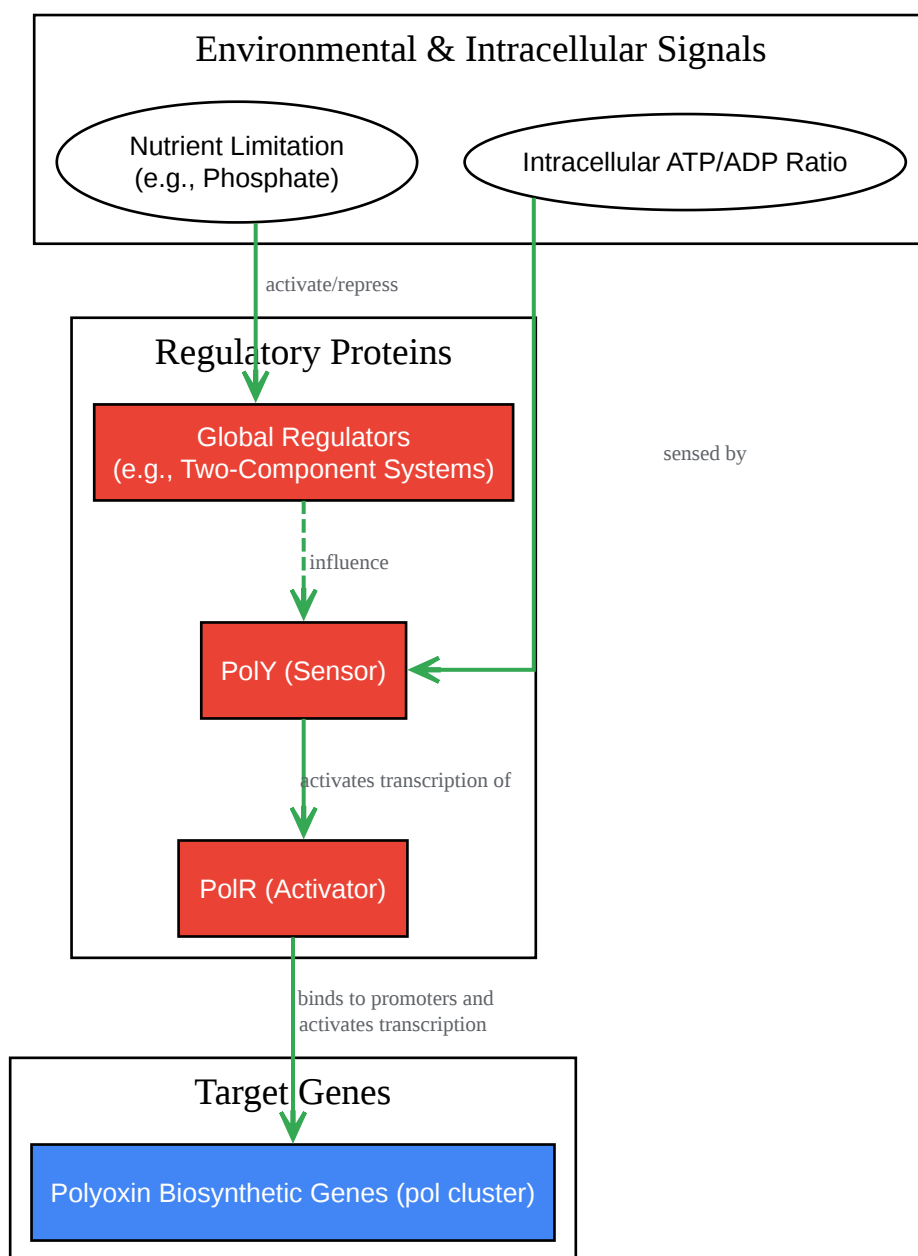 Environmental & Intracellular Signals
Nutrient Limitation
(e.g., Phosphate)
Intracellular ATP/ADP Ratio
activate/repress
Regulatory Proteins
Global Regulators
(e.g., Two-Component Systems)
sensed by
influence
PolY (Sensor)
activates transcription of
PolR (Activator)
binds to promoters and
activates transcription
Target Genes
Polyoxin Biosynthetic Genes (pol cluster)